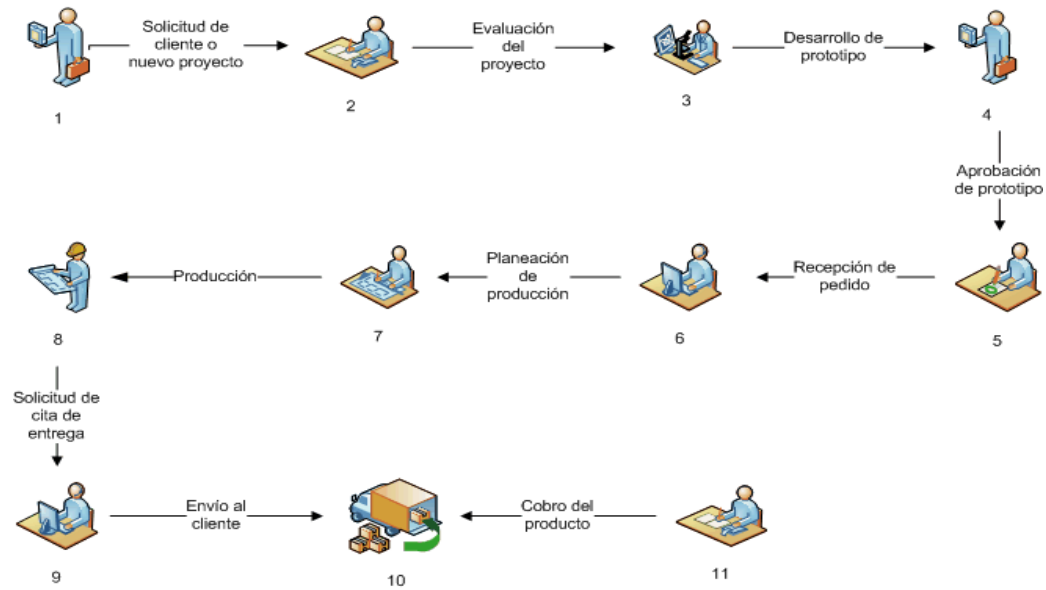 Solicitud de
cliente o
nuevo proyecto
Evaluación
del
proyecto
Desarrollo de
prototipo
1
2
3
4
Aprobación
de prototipo
Recepción de
pedido
Planeación
de
producción
Producción
5
6
7
8
Solicitud de
cita de
entrega
Envío al
cliente
Cobro del
producto
9
10
11